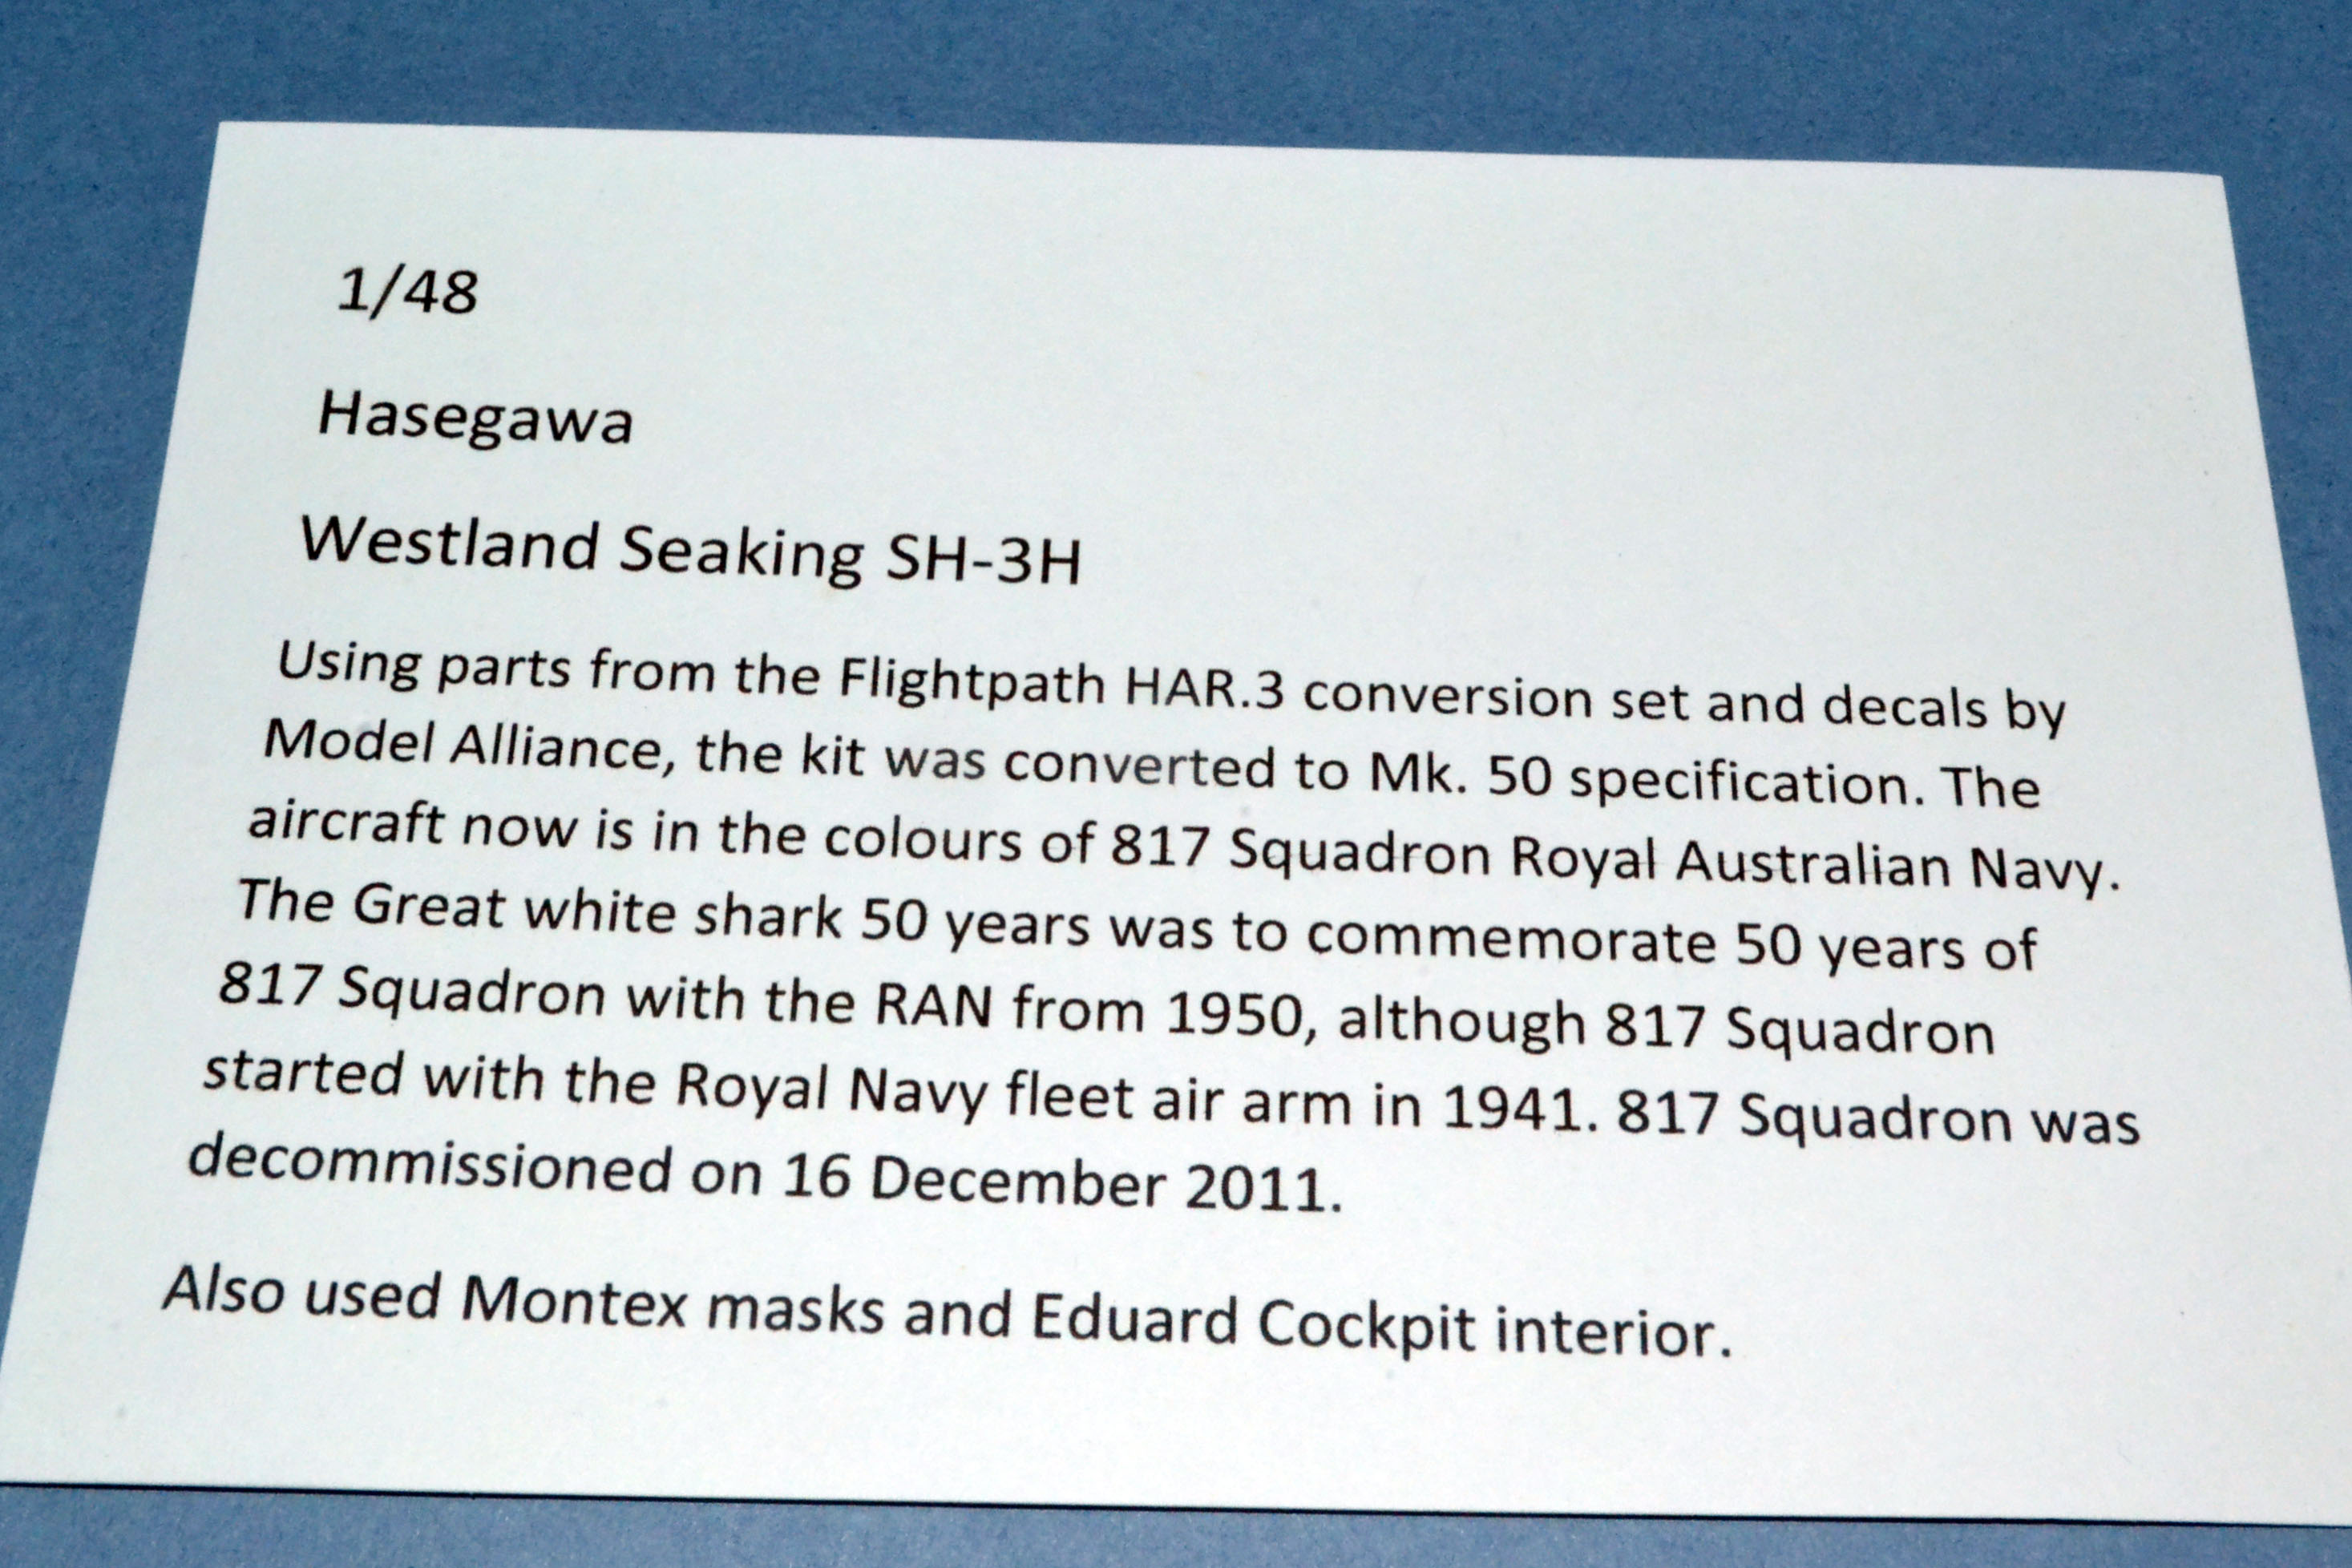 1/48
Hasegawa
Westland Seaking SH-3H
Using parts from the Flightpath HAR.3 conversion set and decals by
Model Alliance, the kit was converted to Mk. 50 specification. The
aircraft now is in the colours of 817 Squadron Royal Australian Navy.
The Great white shark 50 years was to commemorate 50 years of
817 Squadron with the RAN from 1950, although 817 Squadron
started with the Royal Navy fleet air arm in 1941. 817 Squadron was
decommissioned on 16 December 2011.
Also used Montex masks and Eduard Cockpit interior.